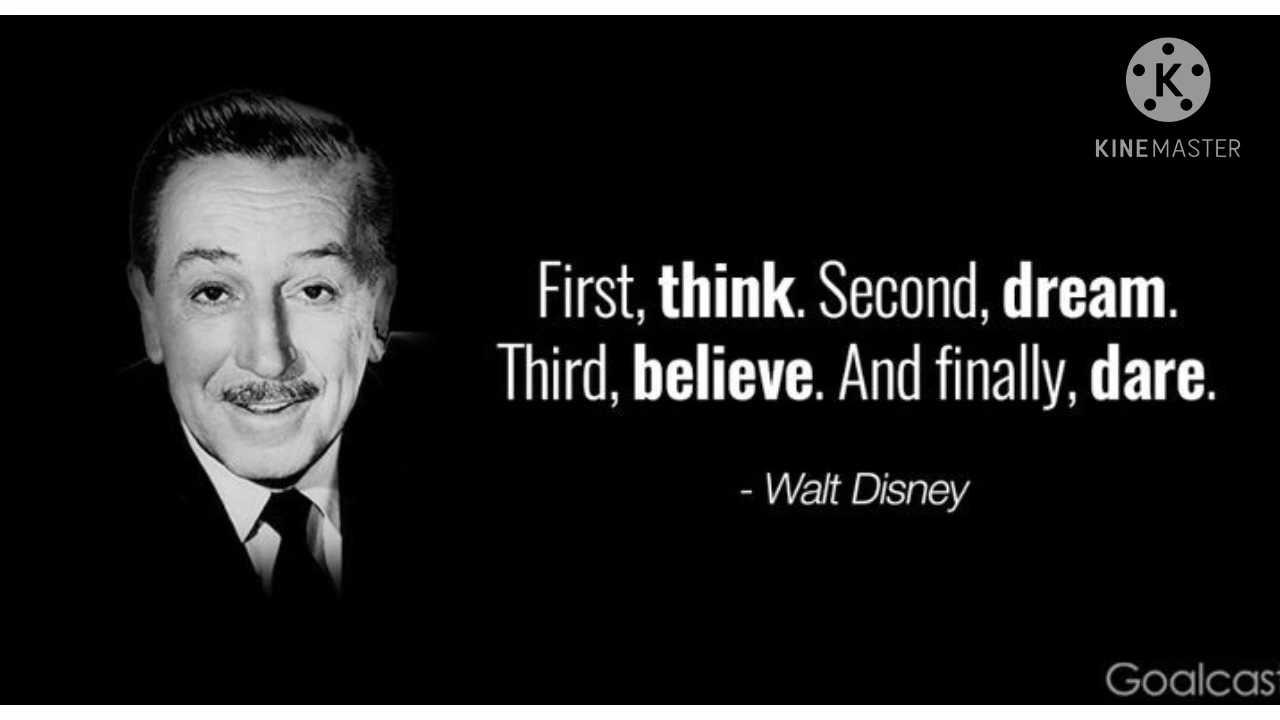 K
KINEMASTER
First, think. Second, dream.
Third, believe. And finally, dare.
- Walt Disney
Goalcast